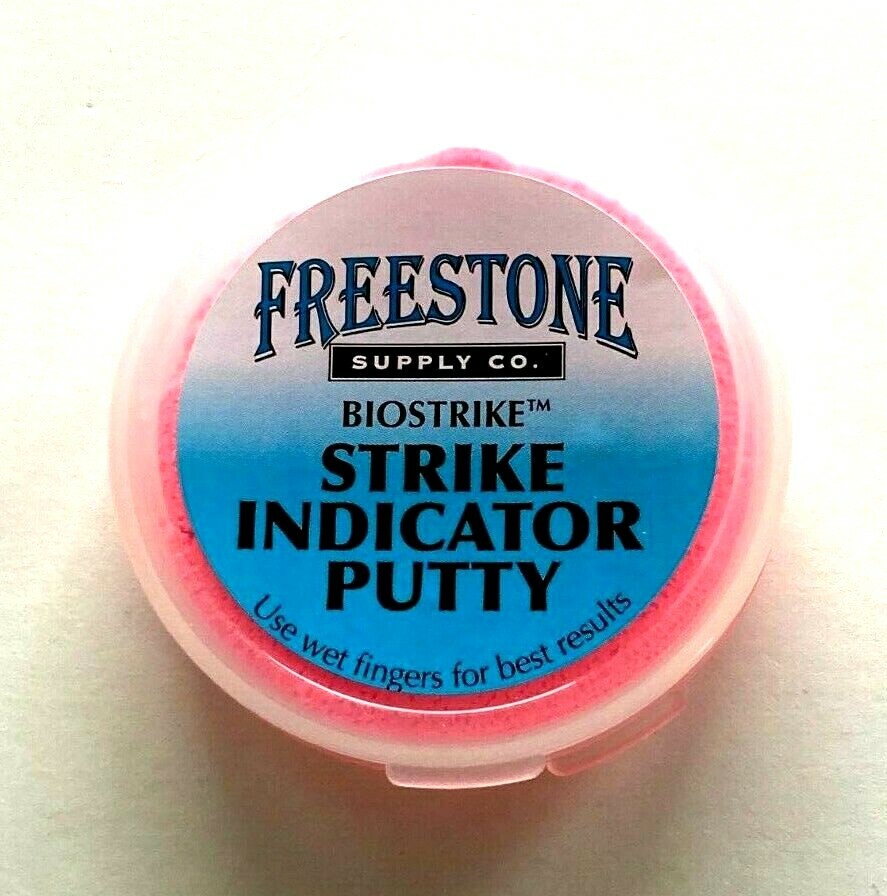 FREESTONE
SUPPLY CO.
BIOSTRIKE™
STRIKE
INDICATOR
PUTTY
Use wet fingers for best results